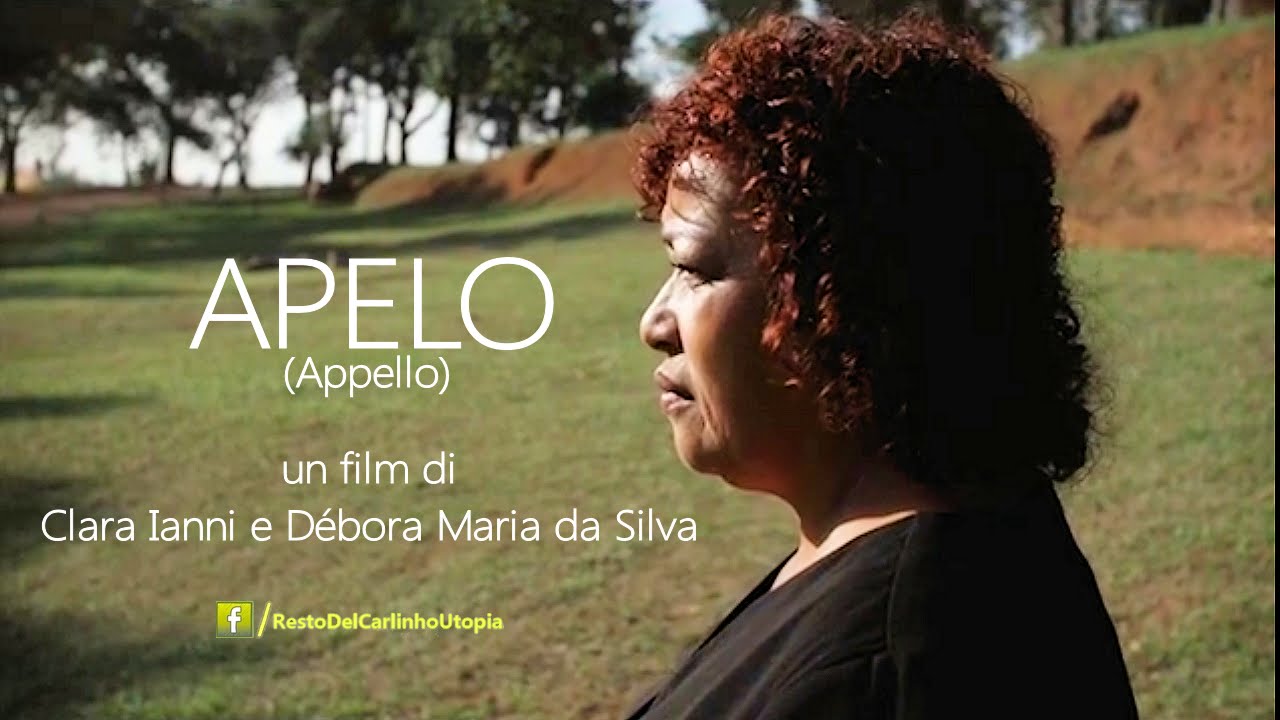 APELO
(Appello)
un film di
Clara Ianni e Débora Maria da Silva
f/RestoDelCarlinhoUtopia